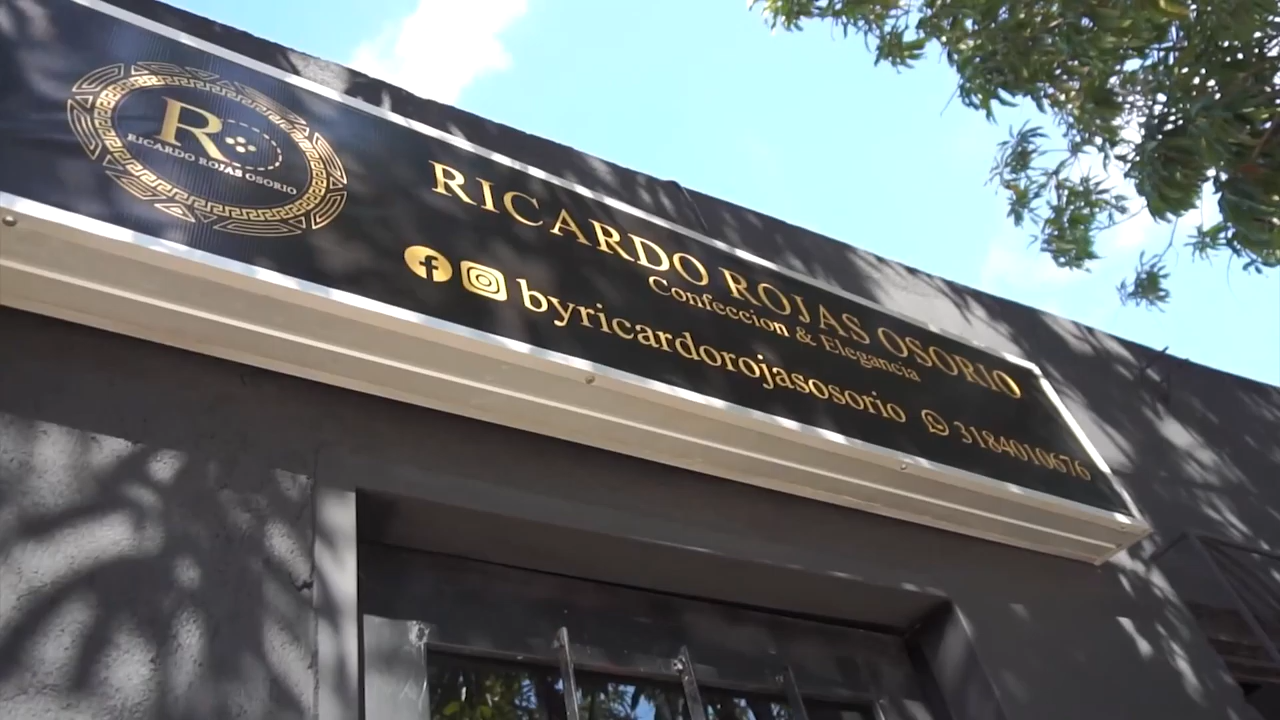 R
RICARDO ROJAS OSORIO
RICARDO ROJAS OSORIO
Confeccion & Elegancia
byricardorojasosorio
3184010676